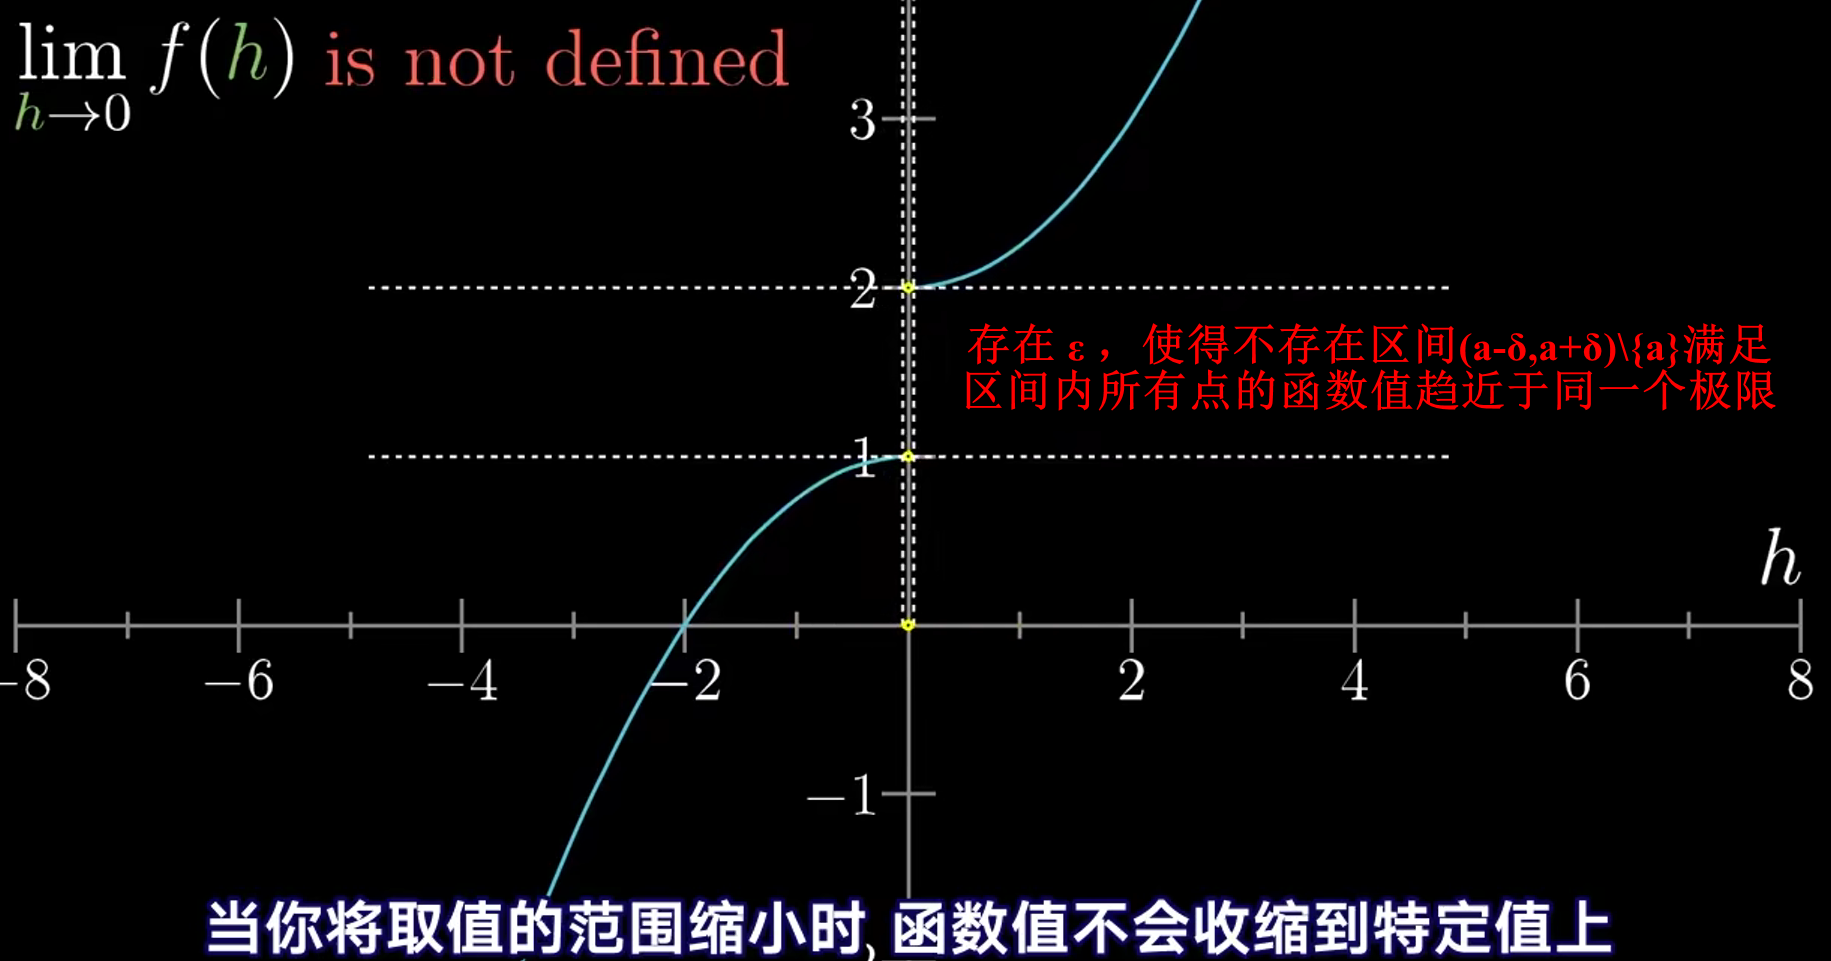 lim f(h) is not defined
h→0
3
2
存在 ε ，使得不存在区间(a-δ,a+δ)\{a}满足
区间内所有点的函数值趋近于同一个极限
1
h
-8 -6 -4 -2 2 4 6 8
-1
当你将取值的范围缩小时,函数值不会收缩到特定值上